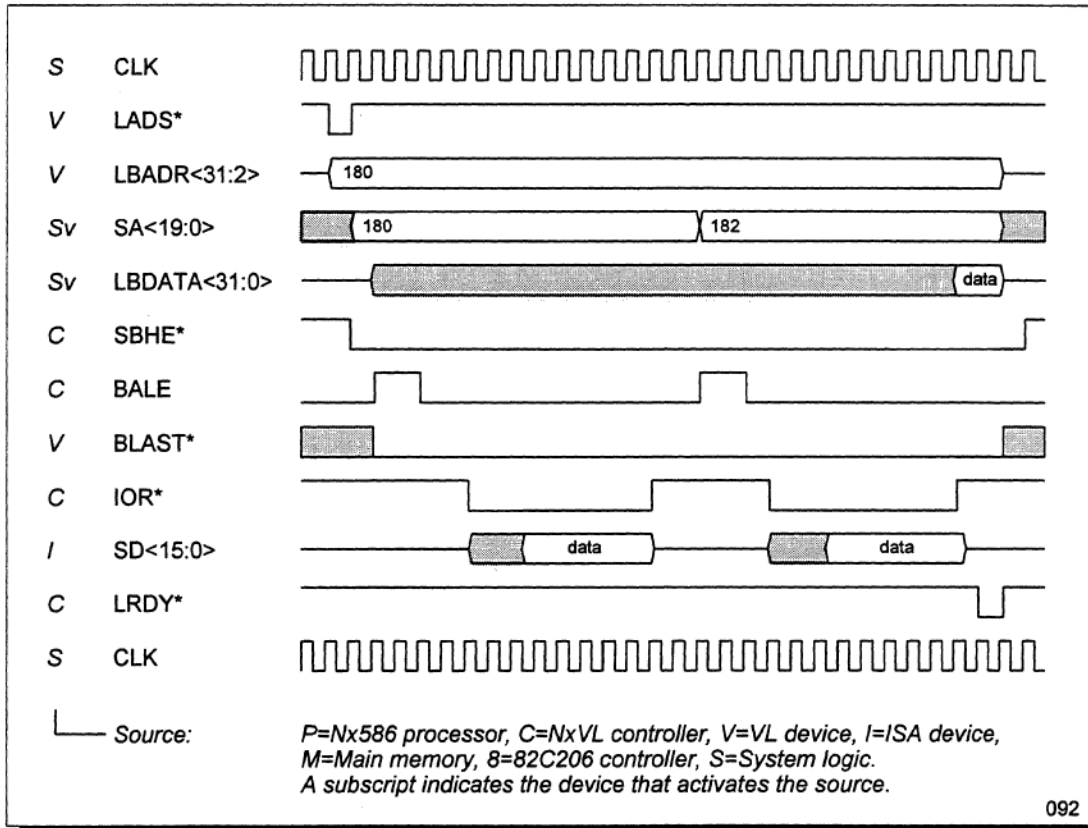 S CLK
V LADS*
V LBADR<31:2> 180
Sv SA<19:0> 180 182
Sv LBDATA<31:0> data
C SBHE*
C BALE
V BLAST*
C IOR*
I SD<15:0> data data
C LRDY*
S CLK
Source: P=Nx586 processor, C=NxVL controller, V=VL device, I=ISA device,
M=Main memory, 8=82C206 controller, S=System logic.
A subscript indicates the device that activates the source.
092